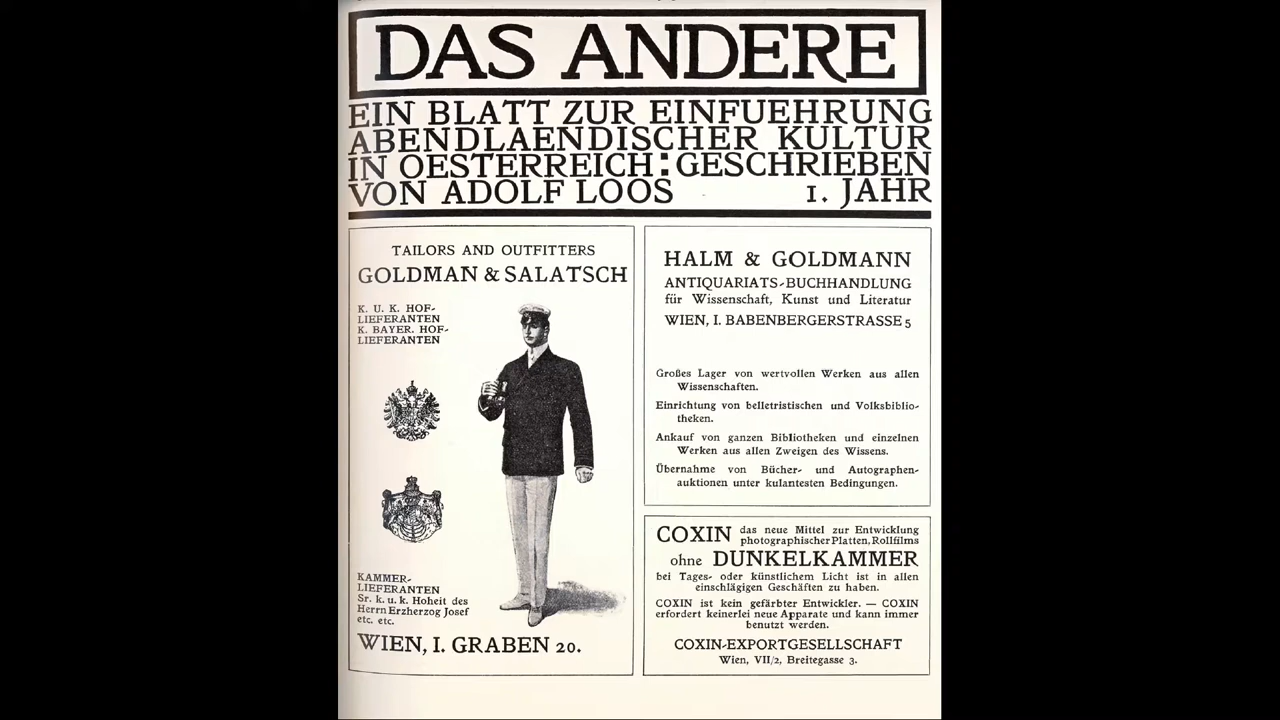 DAS ANDERE
EIN BLATT ZUR EINFUEHRUNG
ABENDLAENDISCHER KULTUR
IN OESTERREICH: GESCHRIEBEN
VON ADOLF LOOS 1. JAHR
TAILORS AND OUTFITTERS
GOLDMAN & SALATSCH
K. U. K. HOF-
LIEFERANTEN
K. BAYER. HOF-
LIEFERANTEN
KAMMER-
LIEFERANTEN
Sr. k. u. k. Hoheit des
Herrn Erzherzog Josef
etc. etc.
WIEN, I. GRABEN 20.
HALM & GOLDMANN
ANTIQUARIATS-BUCHHANDLUNG
für Wissenschaft, Kunst und Literatur
WIEN, I. BABENBERGERSTRASSE 5
Großes Lager von wertvollen Werken aus allen
Wissenschaften.
Einrichtung von belletristischen und Volksbiblio-
theken.
Ankauf von ganzen Bibliotheken und einzelnen
Werken aus allen Zweigen des Wissens.
Übernahme von Bücher- und Autographen-
auktionen unter kulantesten Bedingungen.
COXIN das neue Mittel zur Entwicklung
photographischer Platten, Rollfilms
ohne DUNKELKAMMER
bei Tages- oder künstlichem Licht ist in allen
einschlägigen Geschäften zu haben.
COXIN ist kein gefärbter Entwickler. — COXIN
erfordert keinerlei neue Apparate und kann immer
benutzt werden.
COXIN-EXPORTGESELLSCHAFT
Wien, VII/2, Breitegasse 3.